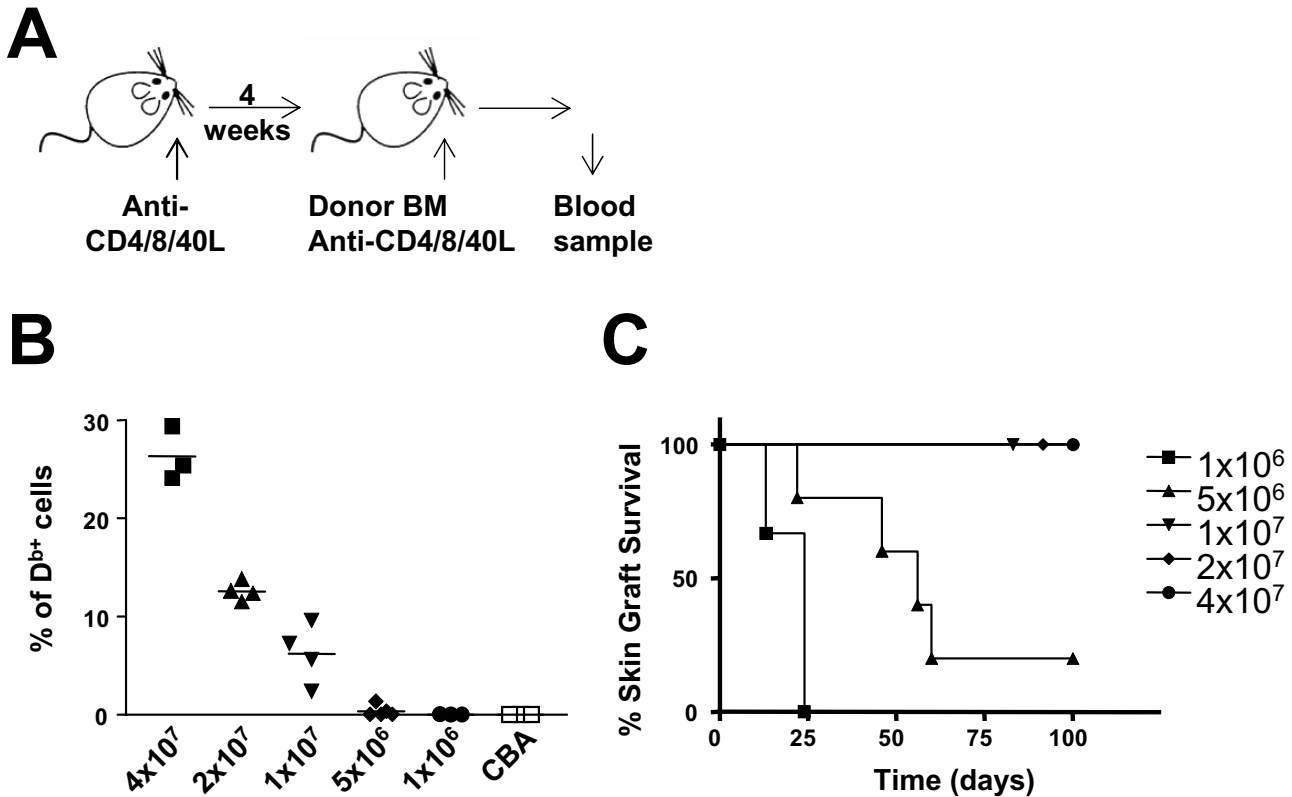 A
4
weeks
Anti-
CD4/8/40L
Donor BM
Anti-CD4/8/40L
Blood
sample
B
% of Dᵇ⁺ cells
30
20
10
0
4x10⁷
2x10⁷
1x10⁷
5x10⁶
1x10⁶
CBA
C
% Skin Graft Survival
100
50
0
0
25
50
75
100
Time (days)
1x10⁶
5x10⁶
1x10⁷
2x10⁷
4x10⁷